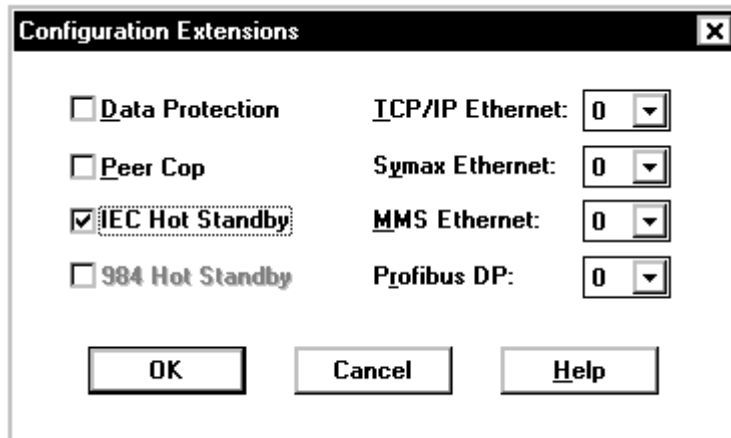 Configuration Extensions
Data Protection
TCP/IP Ethernet: 0
Peer Cop
Symax Ethernet: 0
IEC Hot Standby
MMS Ethernet: 0
984 Hot Standby
Profibus DP: 0
OK
Cancel
Help